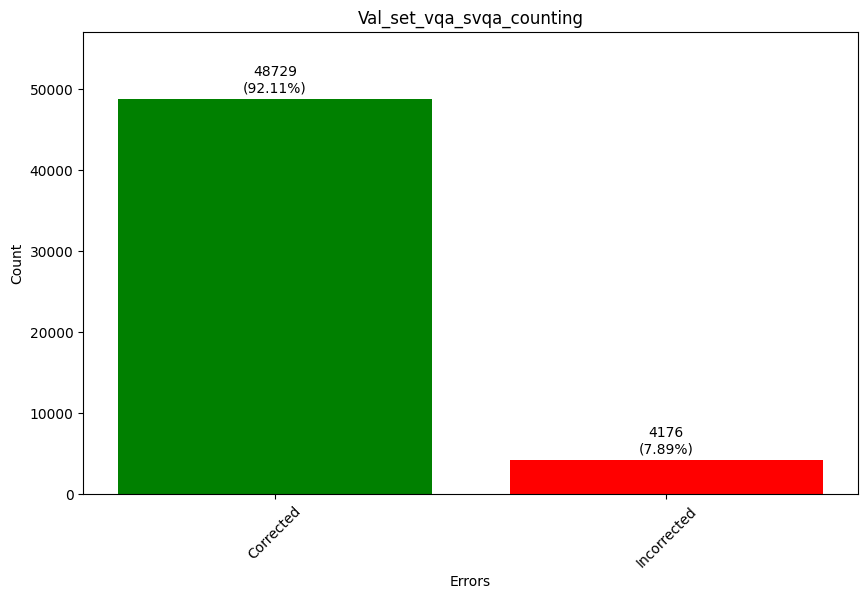 Val_set_vqa_svqa_counting
48729
(92.11%)
4176
(7.89%)
50000
40000
30000
20000
10000
0
Count
Corrected
Incorrected
Errors